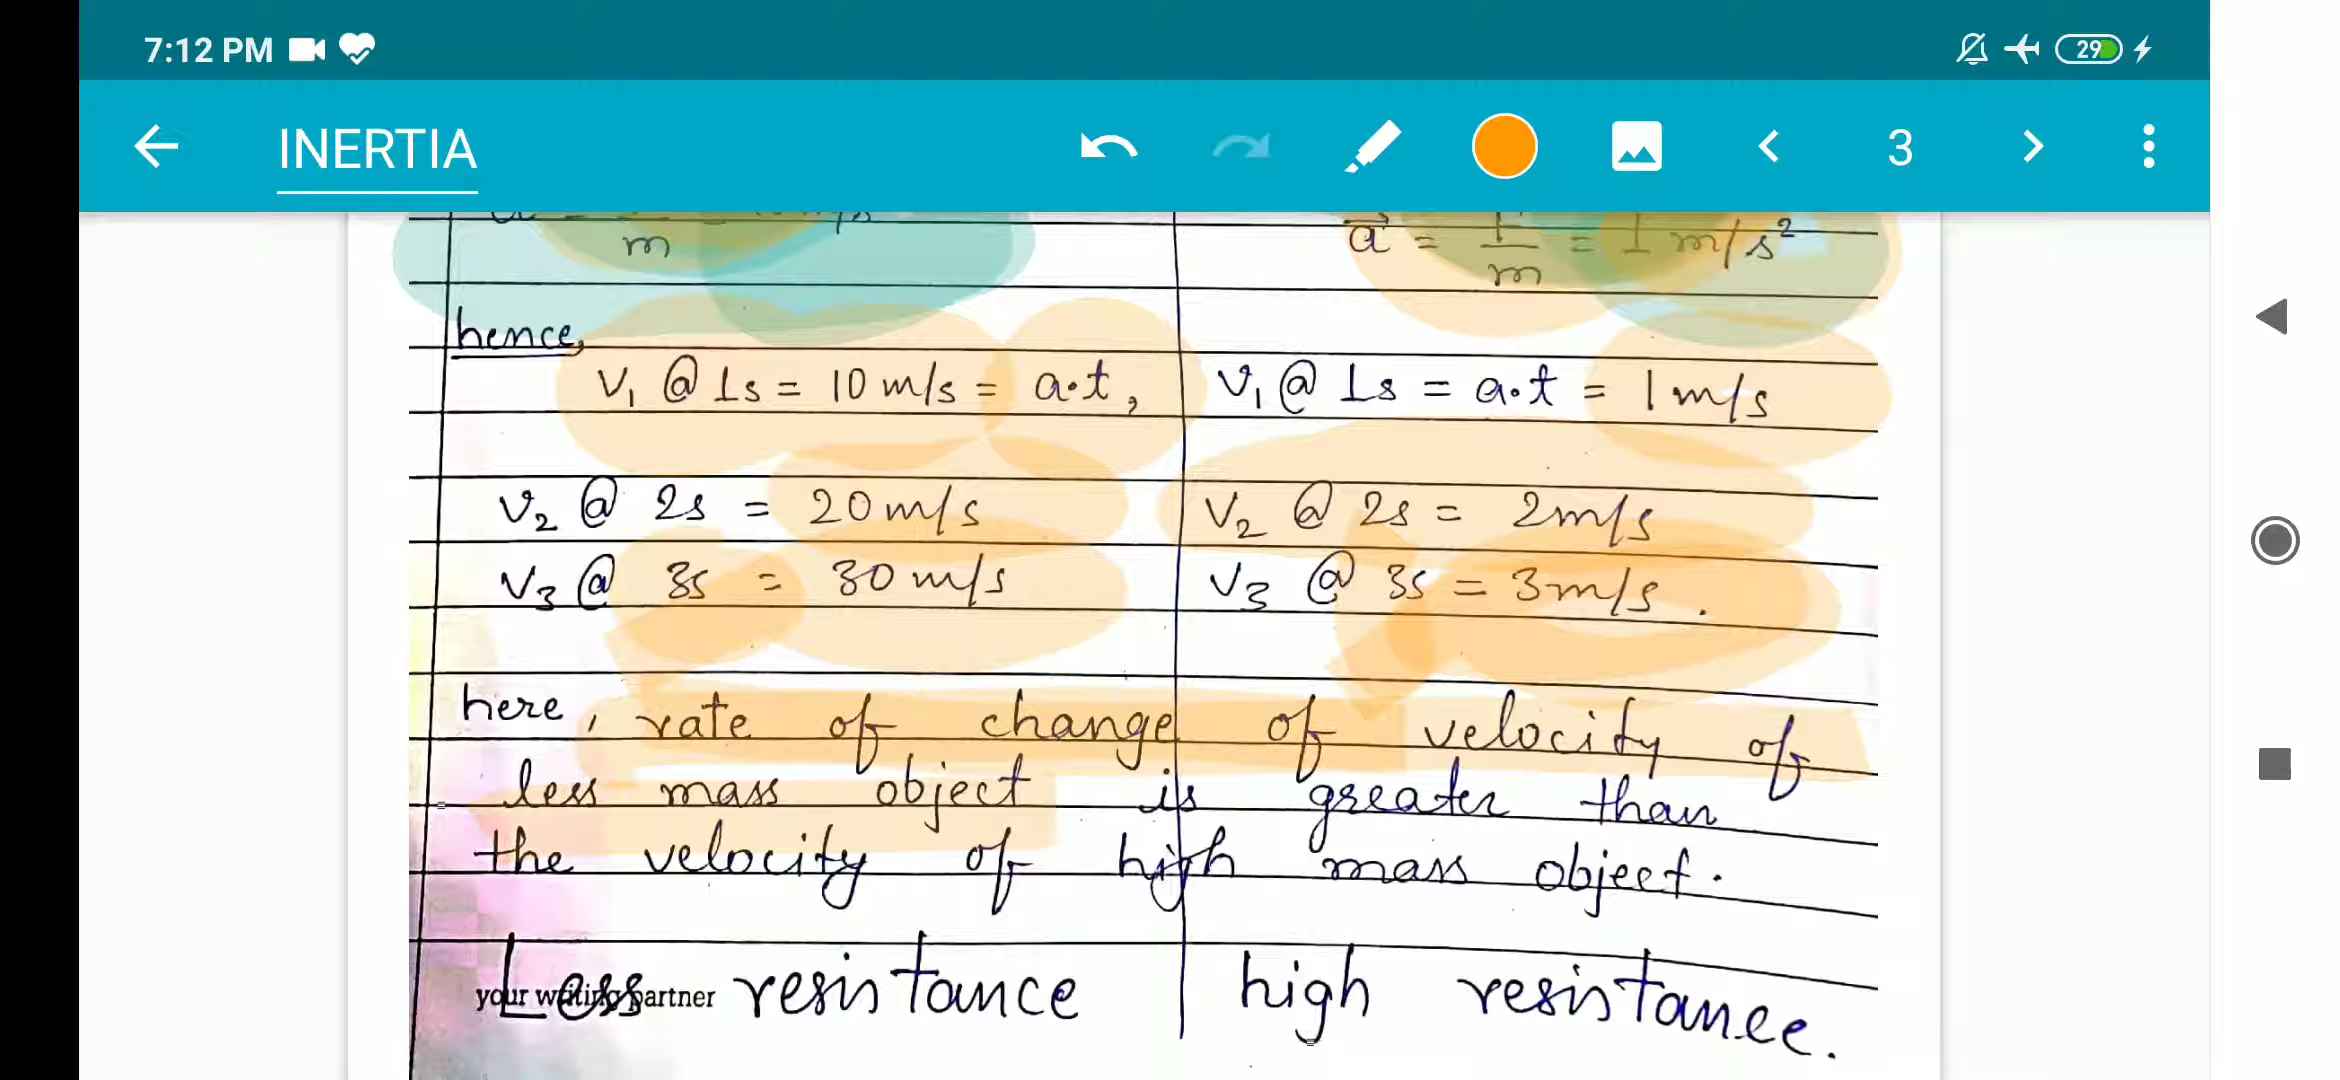 7:12 PM 29
INERTIA 3
m
a = F/m = 1 m/s²
hence,
V₁ @ 1s = 10 m/s = a·t, V₁ @ 1s = a·t = 1 m/s
V₂ @ 2s = 20 m/s V₂ @ 2s = 2 m/s
V₃ @ 3s = 30 m/s V₃ @ 3s = 3 m/s.
here, rate of change of velocity of
less mass object is greater than
the velocity of high mass object.
your writing partner
Less resistance high resistance.